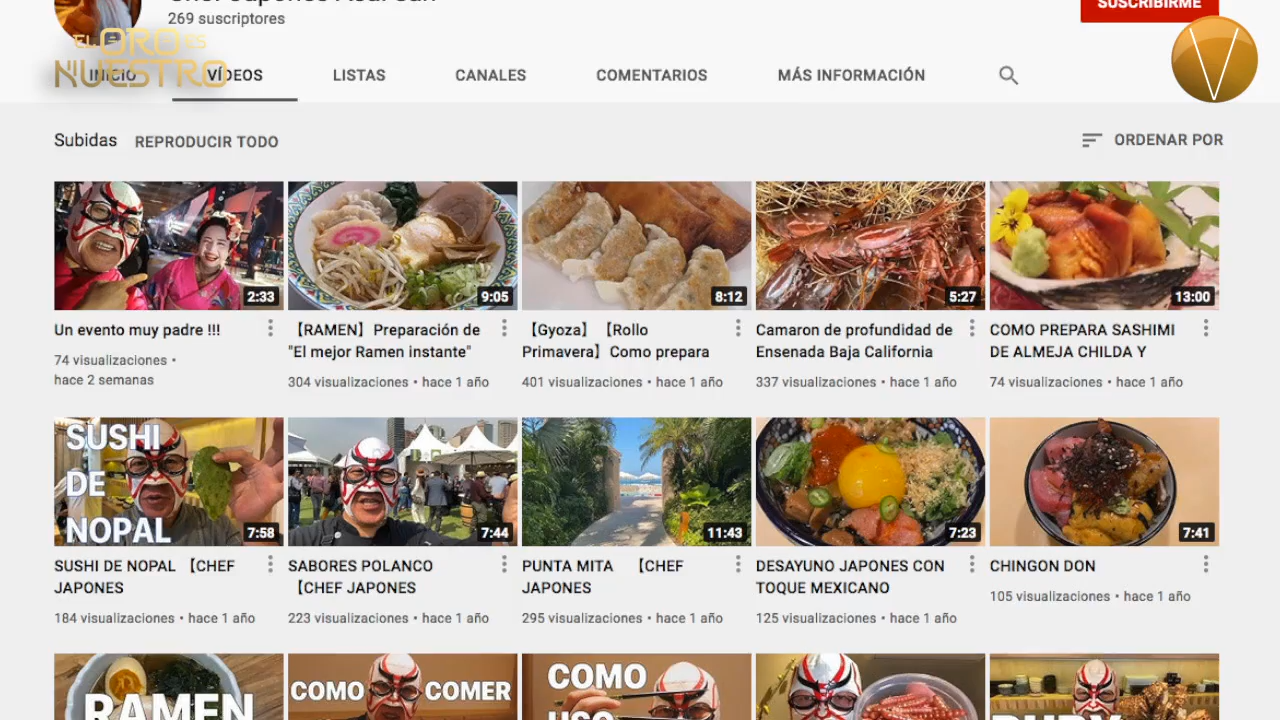 269 suscriptores
SUSCRIBIRME
EL ORO ES
NUESTRO
INICIO
VÍDEOS
LISTAS
CANALES
COMENTARIOS
MÁS INFORMACIÓN
V
Subidas
REPRODUCIR TODO
ORDENAR POR
2:33
9:05
8:12
5:27
13:00
Un evento muy padre !!!
74 visualizaciones •
hace 2 semanas
【RAMEN】Preparación de
"El mejor Ramen instante"
304 visualizaciones • hace 1 año
【Gyoza】【Rollo
Primavera】Como prepara
401 visualizaciones • hace 1 año
Camaron de profundidad de
Ensenada Baja California
337 visualizaciones • hace 1 año
COMO PREPARA SASHIMI
DE ALMEJA CHILDA Y
74 visualizaciones • hace 1 año
SUSHI
DE
NOPAL
7:58
7:44
11:43
7:23
7:41
SUSHI DE NOPAL 【CHEF
JAPONES
184 visualizaciones • hace 1 año
SABORES POLANCO
【CHEF JAPONES
223 visualizaciones • hace 1 año
PUNTA MITA 【CHEF
JAPONES
295 visualizaciones • hace 1 año
DESAYUNO JAPONES CON
TOQUE MEXICANO
125 visualizaciones • hace 1 año
CHINGON DON
105 visualizaciones • hace 1 año
RAMEN
COMO COMER
COMO
USO